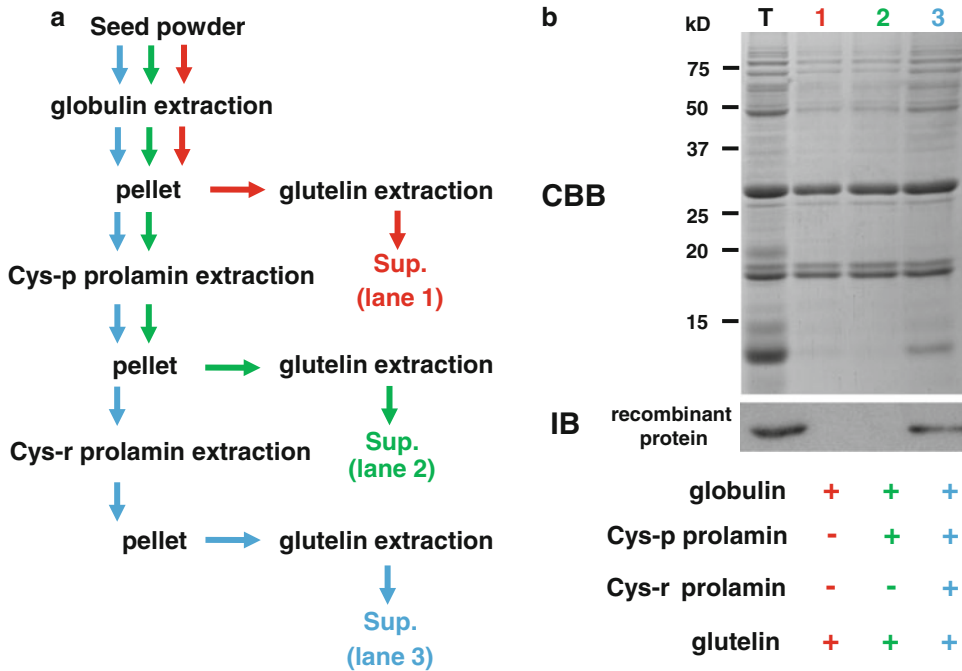 a
Seed powder
globulin extraction
pellet
glutelin extraction
Sup.
(lane 1)
Cys-p prolamin extraction
pellet
glutelin extraction
Sup.
(lane 2)
Cys-r prolamin extraction
pellet
glutelin extraction
Sup.
(lane 3)
b
kD T 1 2 3
75
50
37
25
20
15
CBB
IB
recombinant
protein
globulin + + +
Cys-p prolamin - + +
Cys-r prolamin - - +
glutelin + + +